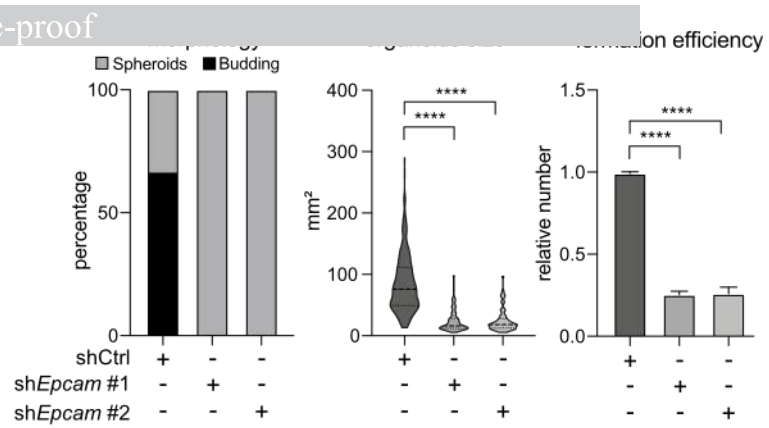 e-proof
formation efficiency
Spheroids Budding
percentage
100
50
0
mm²
400
300
200
100
0
****
****
relative number
1.5
1.0
0.5
0.0
****
****
shCtrl + - - + - - + - -
shEpcam #1 - + - - + - - + -
shEpcam #2 - - + - - + - - +